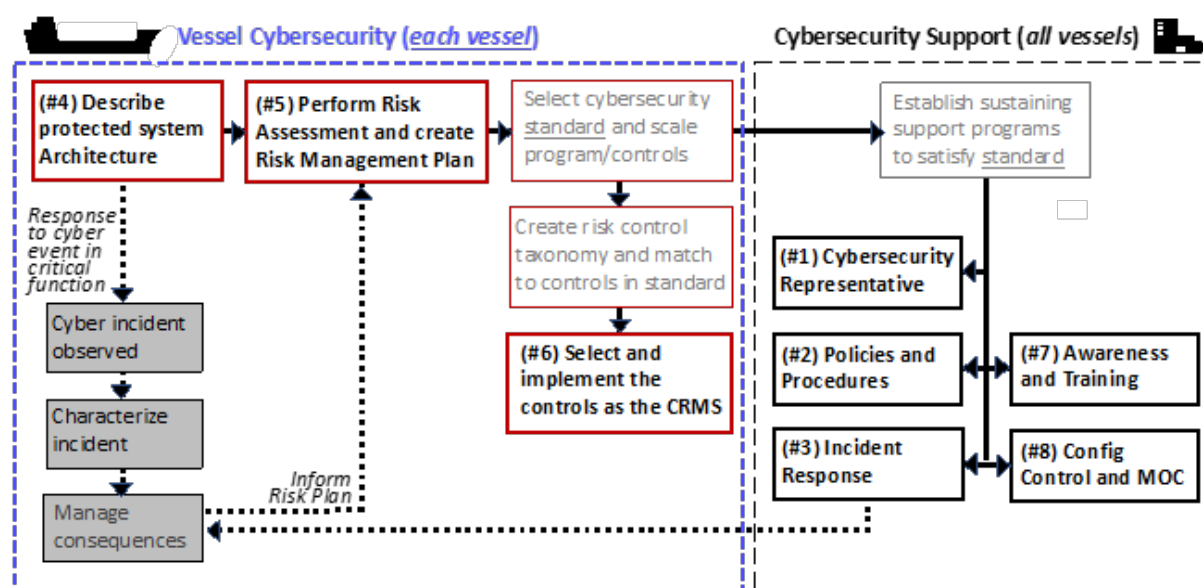 Vessel Cybersecurity (each vessel)
Cybersecurity Support (all vessels)
(#4) Describe
protected system
Architecture
(#5) Perform Risk
Assessment and create
Risk Management Plan
Select cybersecurity
standard and scale
program/controls
Establish sustaining
support programs
to satisfy standard
Response
to cyber
event in
critical
function
Create risk control
taxonomy and match
to controls in standard
(#1) Cybersecurity
Representative
Cyber incident
observed
(#6) Select and
implement the
controls as the CRMS
(#2) Policies and
Procedures
(#7) Awareness
and Training
Characterize
incident
(#3) Incident
Response
(#8) Config
Control and MOC
Inform
Risk Plan
Manage
consequences